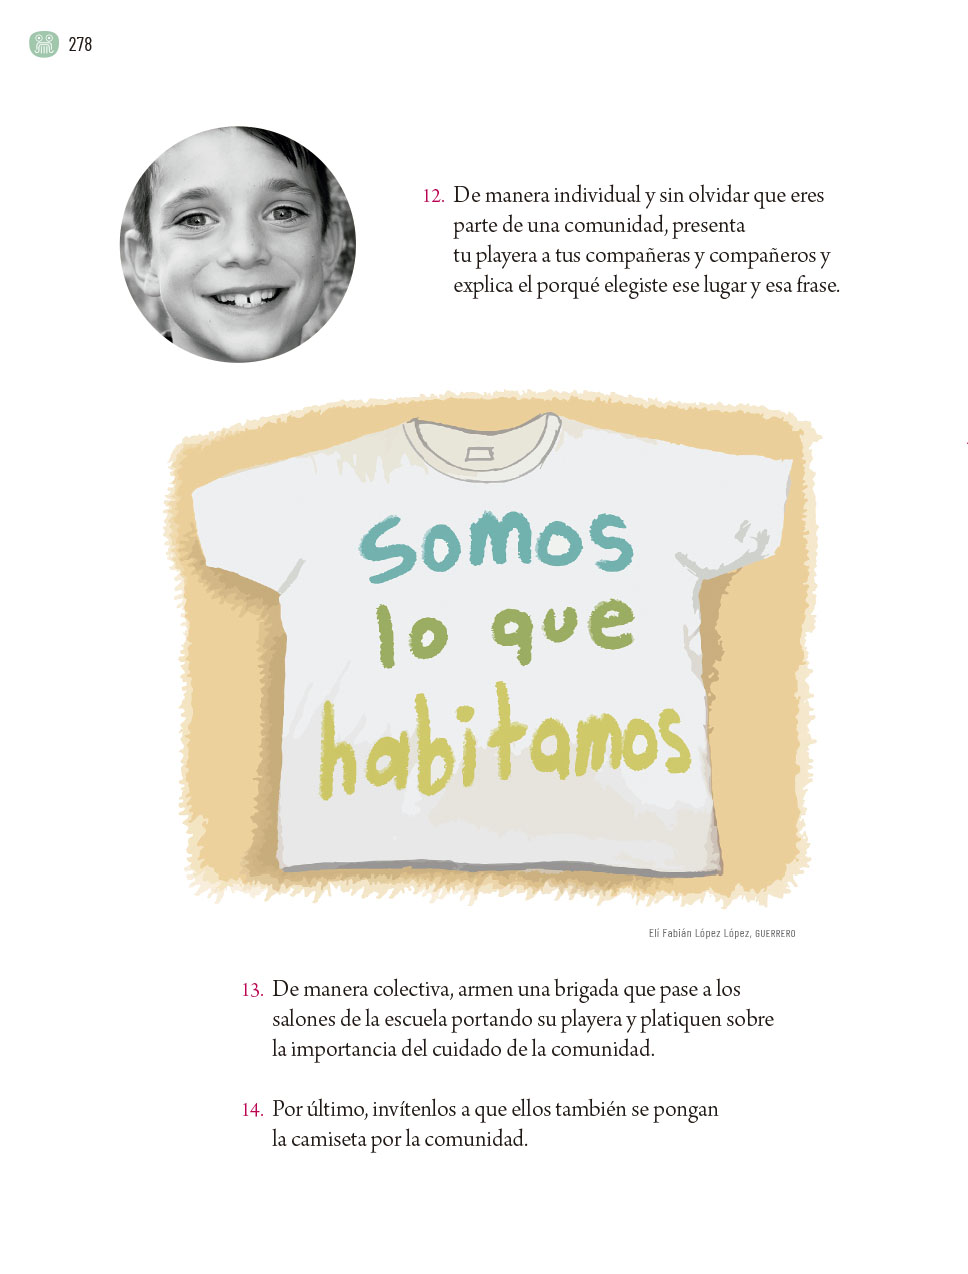 278
12. De manera individual y sin olvidar que eres
parte de una comunidad, presenta
tu playera a tus compañeras y compañeros y
explica el porqué elegiste ese lugar y esa frase.
somos
lo que
habitamos
Elí Fabián López López, GUERRERO
13. De manera colectiva, armen una brigada que pase a los
salones de la escuela portando su playera y platiquen sobre
la importancia del cuidado de la comunidad.
14. Por último, invítenlos a que ellos también se pongan
la camiseta por la comunidad.